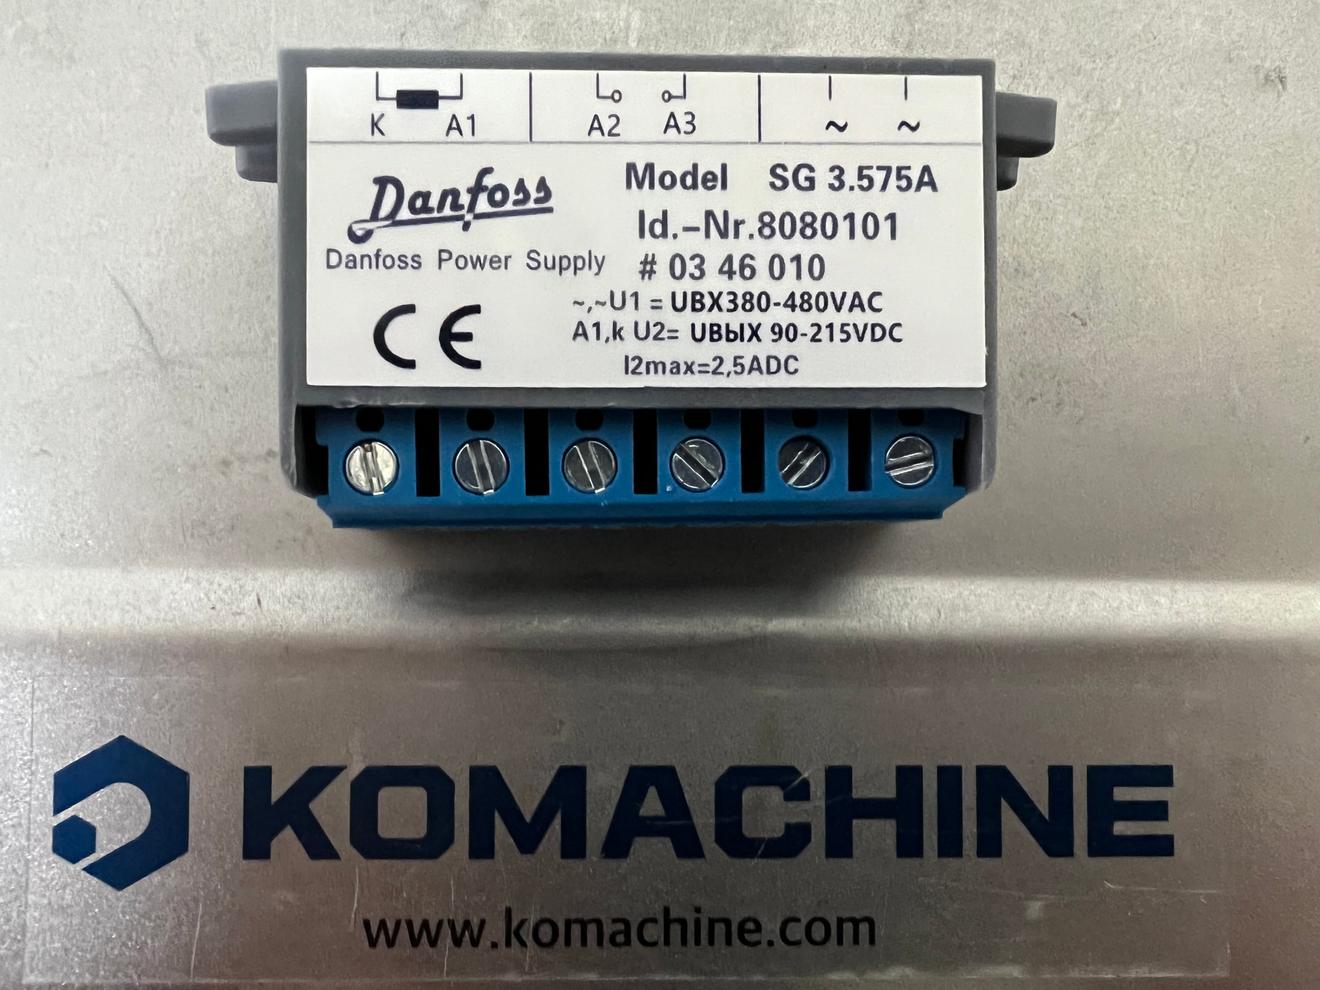 K A1 A2 A3 ~ ~
Danfoss
Danfoss Power Supply
CE
Model SG 3.575A
Id.-Nr.8080101
# 03 46 010
~,~U1 = UBX380-480VAC
A1,k U2= UВЫХ 90-215VDC
I2max=2,5ADC
KOMACHINE
www.komachine.com